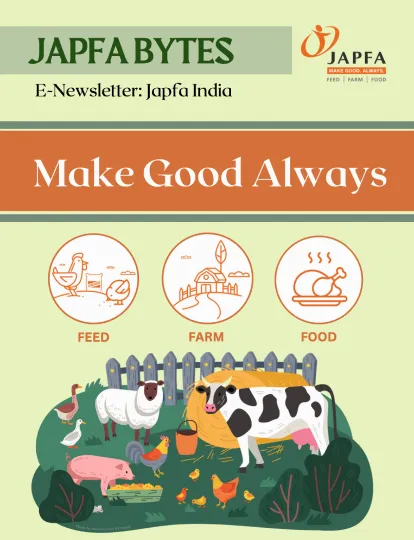 JAPFA BYTES
JAPFA
MAKE GOOD. ALWAYS.
FEED | FARM | FOOD
E-Newsletter: Japfa India
Make Good Always
FEED
FARM
FOOD